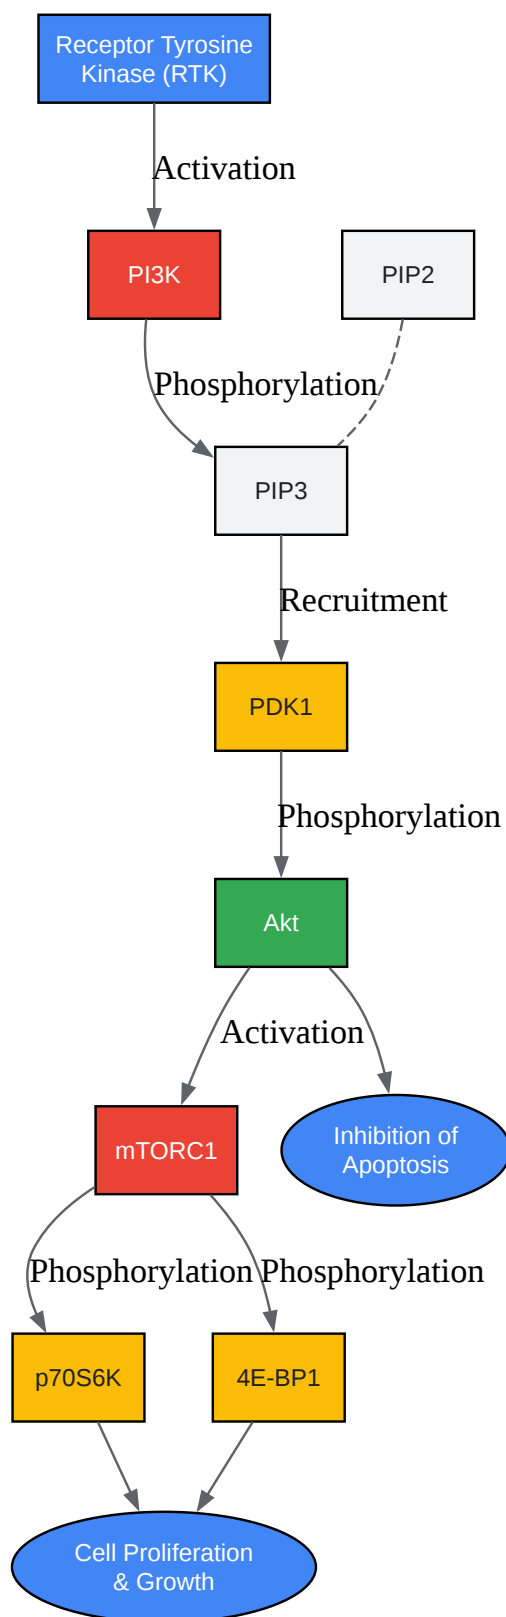 Receptor Tyrosine
Kinase (RTK)
Activation
PI3K
PIP2
Phosphorylation
PIP3
Recruitment
PDK1
Phosphorylation
Akt
Activation
mTORC1
Inhibition of
Apoptosis
Phosphorylation
Phosphorylation
p70S6K
4E-BP1
Cell Proliferation
& Growth